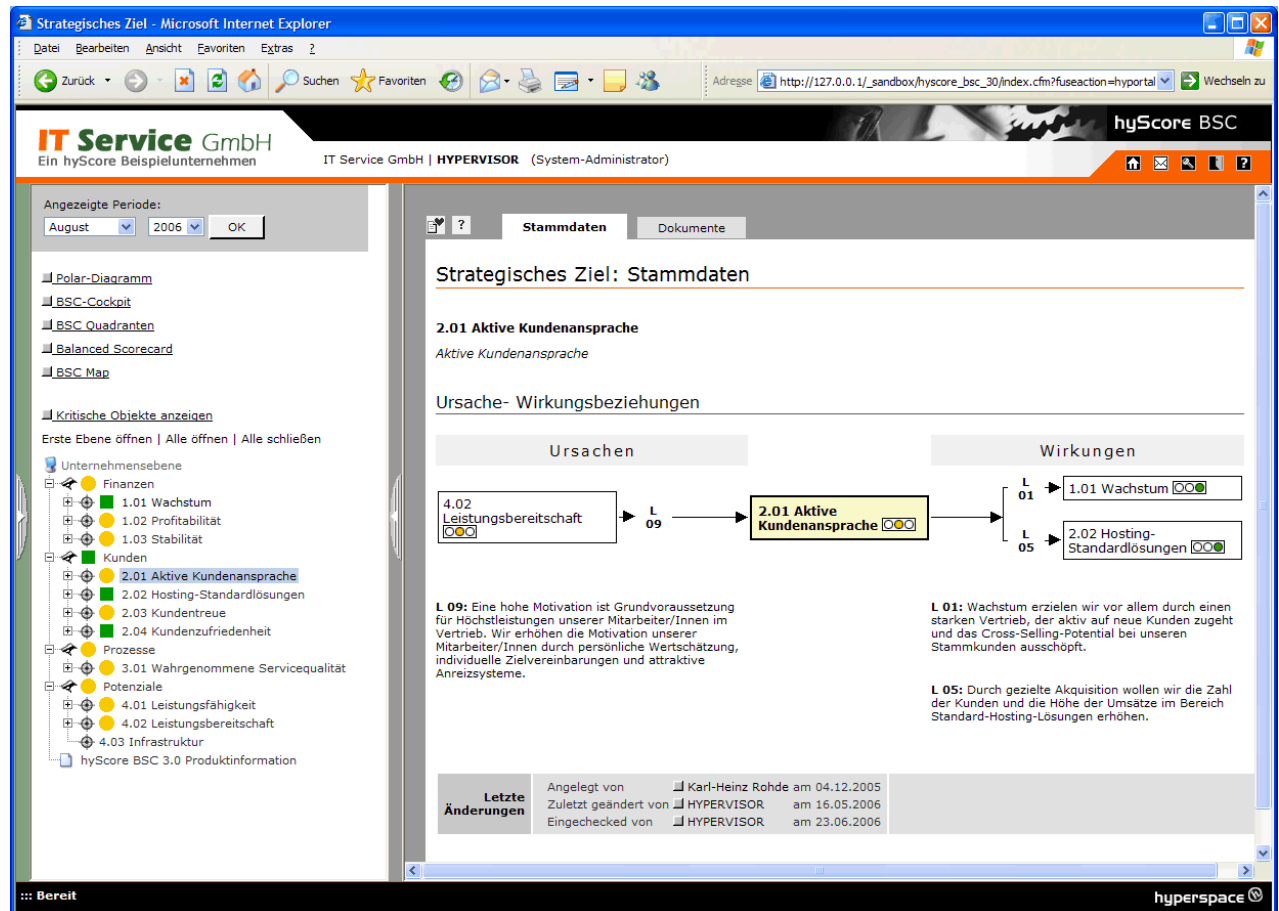 Strategisches Ziel - Microsoft Internet Explorer
Datei Bearbeiten Ansicht Favoriten Extras ?
Zurück Suchen Favoriten Adresse http://127.0.0.1/_sandbox/hyscore_bsc_30/index.cfm?fuseaction=hyportal Wechseln zu
hyScore BSC
IT Service GmbH
Ein hyScore Beispielunternehmen
IT Service GmbH | HYPERVISOR (System-Administrator)
Angezeigte Periode:
August 2006 OK
Polar-Diagramm
BSC-Cockpit
BSC Quadranten
Balanced Scorecard
BSC Map
Kritische Objekte anzeigen
Erste Ebene öffnen | Alle öffnen | Alle schließen
Unternehmensebene
Finanzen
1.01 Wachstum
1.02 Profitabilität
1.03 Stabilität
Kunden
2.01 Aktive Kundenansprache
2.02 Hosting-Standardlösungen
2.03 Kundentreue
2.04 Kundenzufriedenheit
Prozesse
3.01 Wahrgenommene Servicequalität
Potenziale
4.01 Leistungsfähigkeit
4.02 Leistungsbereitschaft
4.03 Infrastruktur
hyScore BSC 3.0 Produktinformation
? Stammdaten Dokumente
Strategisches Ziel: Stammdaten
2.01 Aktive Kundenansprache
Aktive Kundenansprache
Ursache- Wirkungsbeziehungen
Ursachen
Wirkungen
4.02
Leistungsbereitschaft
L
09
2.01 Aktive
Kundenansprache
L
01
1.01 Wachstum
L
05
2.02 Hosting-
Standardlösungen
L 09: Eine hohe Motivation ist Grundvoraussetzung
für Höchstleistungen unserer Mitarbeiter/Innen im
Vertrieb. Wir erhöhen die Motivation unserer
Mitarbeiter/Innen durch persönliche Wertschätzung,
individuelle Zielvereinbarungen und attraktive
Anreizsysteme.
L 01: Wachstum erzielen wir vor allem durch einen
starken Vertrieb, der aktiv auf neue Kunden zugeht
und das Cross-Selling-Potential bei unseren
Stammkunden ausschöpft.
L 05: Durch gezielte Akquisition wollen wir die Zahl
der Kunden und die Höhe der Umsätze im Bereich
Standard-Hosting-Lösungen erhöhen.
Letzte
Änderungen
Angelegt von Karl-Heinz Rohde am 04.12.2005
Zuletzt geändert von HYPERVISOR am 16.05.2006
Eingechecked von HYPERVISOR am 23.06.2006
::: Bereit
hyperspace